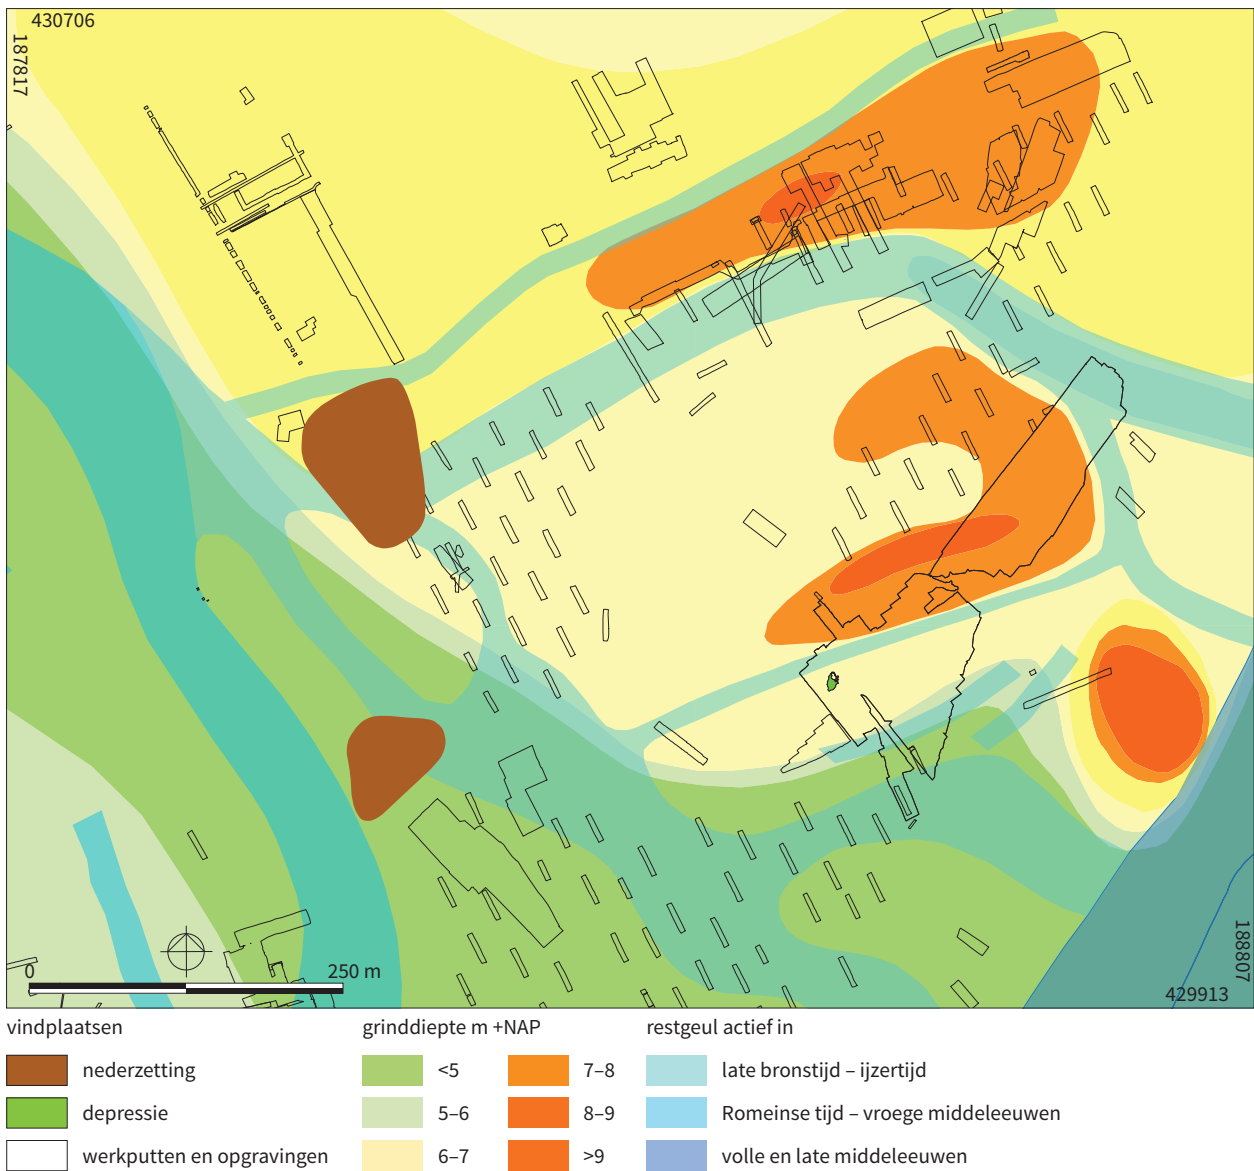 430706
187817
0
250 m
188807
429913
vindplaatsen
nederzetting
depressie
werkputten en opgravingen
grinddiepte m +NAP
<5
5–6
6–7
7–8
8–9
>9
restgeul actief in
late bronstijd – ijzertijd
Romeinse tijd – vroege middeleeuwen
volle en late middeleeuwen